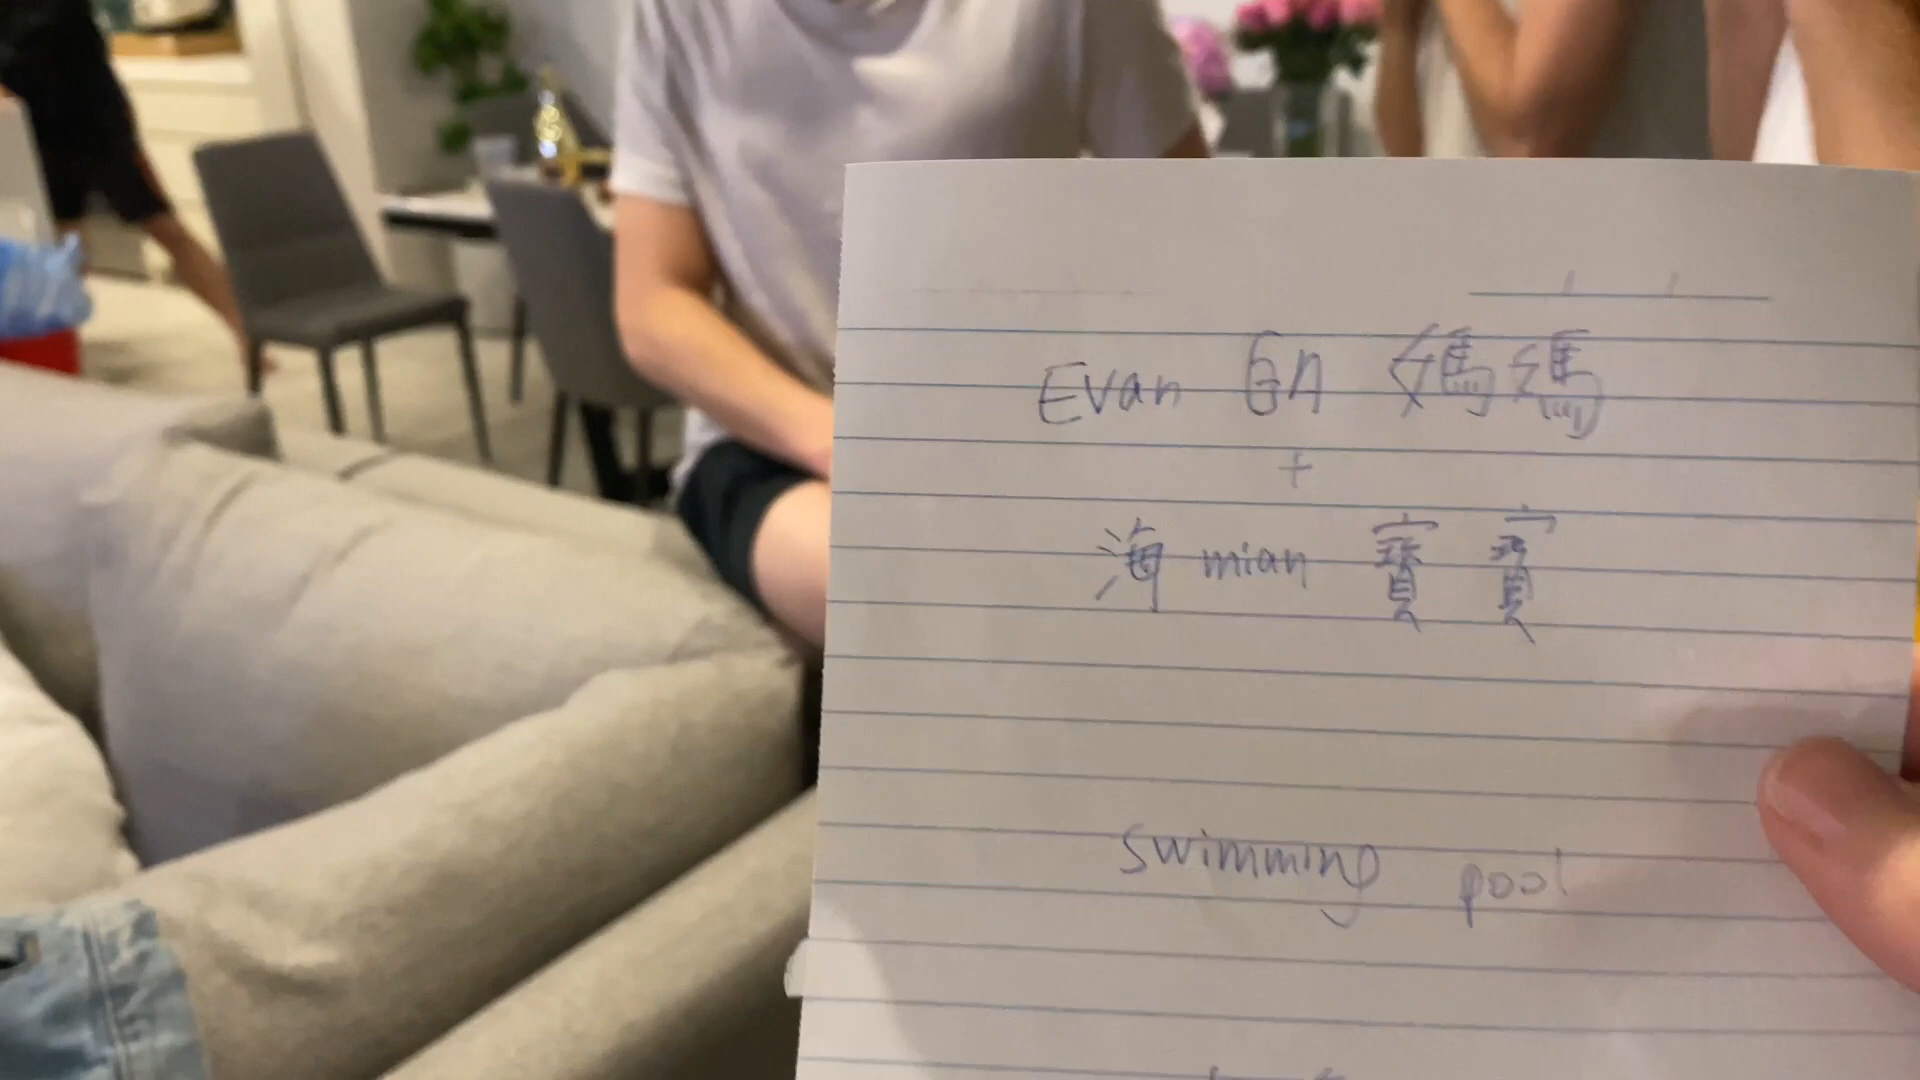 Evan 的 媽媽
+
海 mian 寶 寶
swimming pool